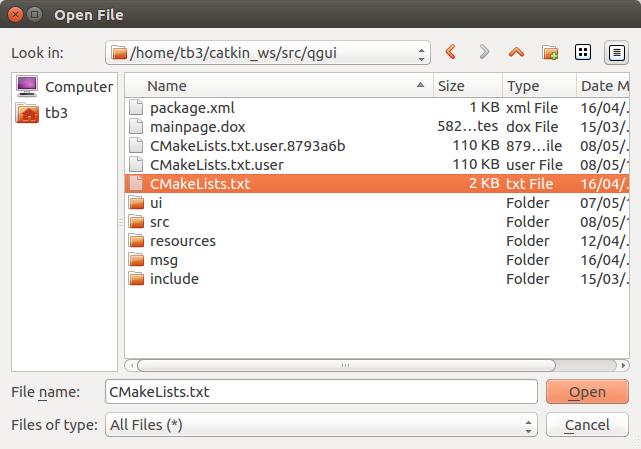 Open File
Look in: /home/tb3/catkin_ws/src/qgui
Computer
tb3
Name Size Type Date M
package.xml 1 KB xml File 16/04/.
mainpage.dox 582...tes dox File 15/03/.
CMakeLists.txt.user.8793a6b 110 KB 879...ile 08/05/1
CMakeLists.txt.user 110 KB user File 08/05/1
CMakeLists.txt 2 KB txt File 16/04/.
ui Folder 07/05/1
src Folder 08/05/1
resources Folder 12/04/.
msg Folder 16/04/.
include Folder 15/03/.
File name: CMakeLists.txt Open
Files of type: All Files (*) Cancel